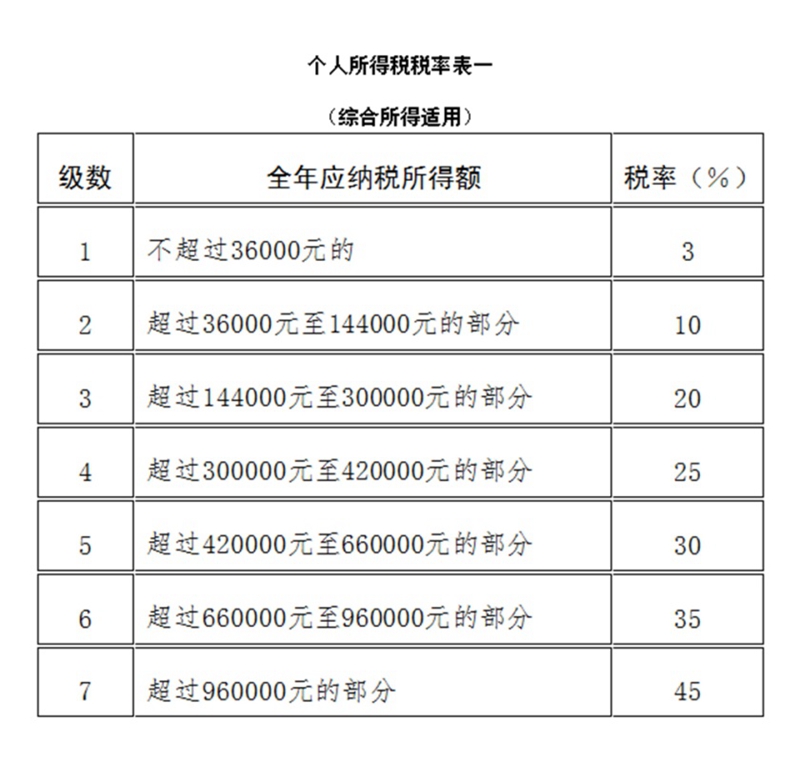 个人所得税税率表一
（综合所得适用）
级数 全年应纳税所得额 税率（%）
1 不超过36000元的 3
2 超过36000元至144000元的部分 10
3 超过144000元至300000元的部分 20
4 超过300000元至420000元的部分 25
5 超过420000元至660000元的部分 30
6 超过660000元至960000元的部分 35
7 超过960000元的部分 45